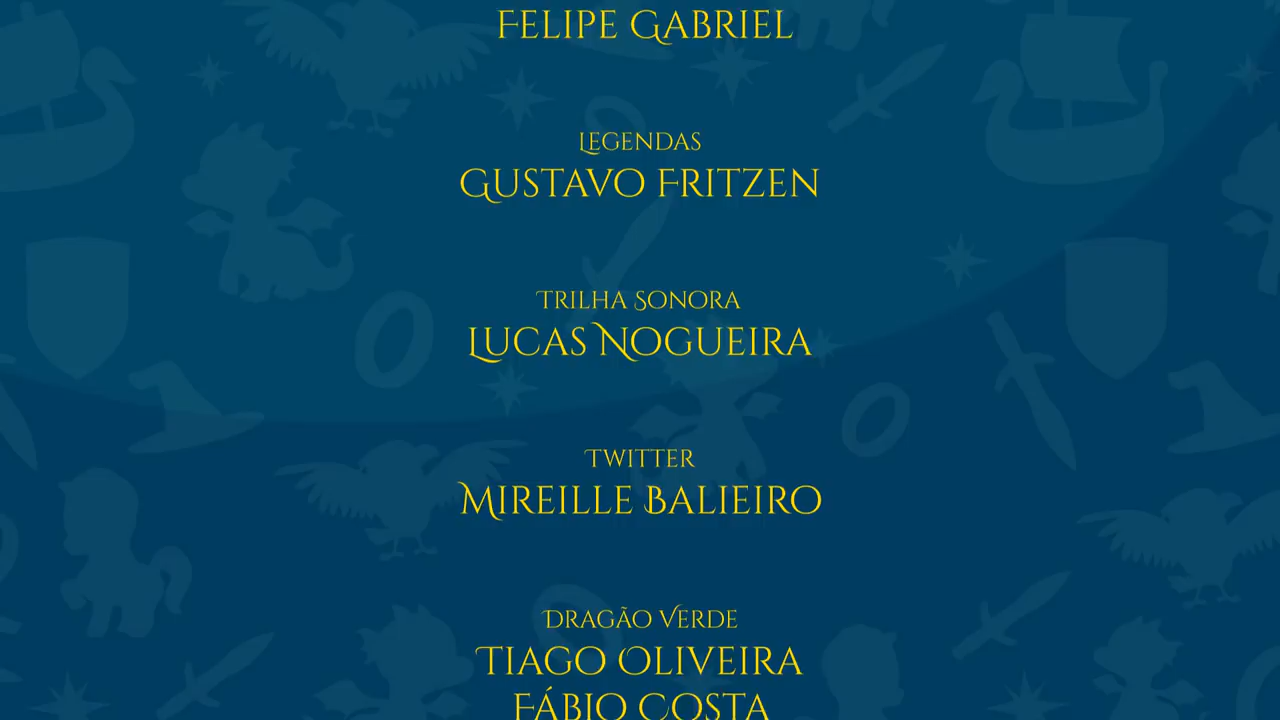 Felipe Gabriel
Legendas
Gustavo Fritzen
Trilha Sonora
Lucas Nogueira
Twitter
Mireille Balieiro
Dragão Verde
Tiago Oliveira
Fábio Costa